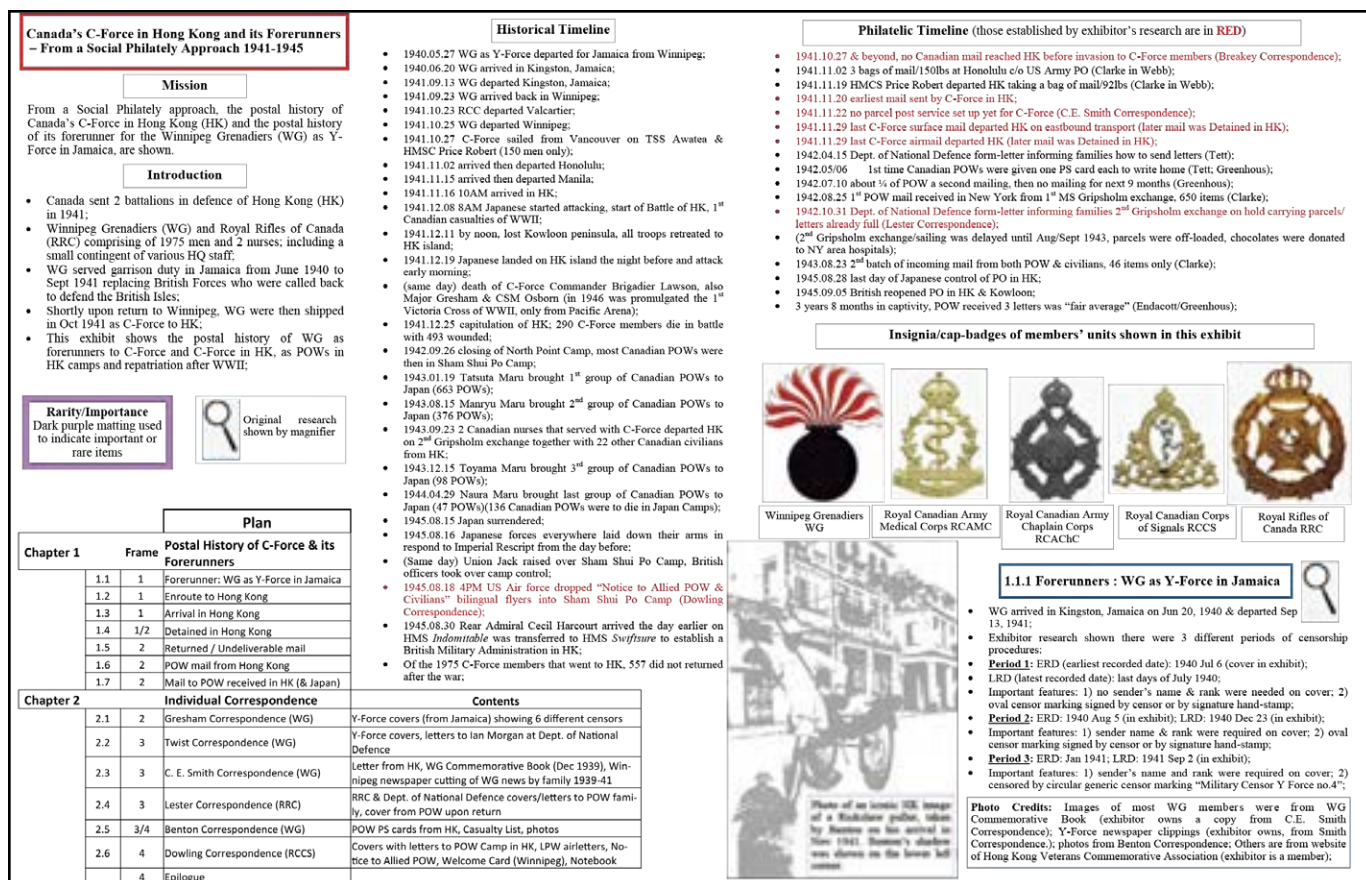 Canada's C-Force in Hong Kong and its Forerunners
– From a Social Philately Approach 1941-1945
Mission
From a Social Philately approach, the postal history of
Canada's C-Force in Hong Kong (HK) and the postal history
of its forerunner for the Winnipeg Grenadiers (WG) as Y-
Force in Jamaica, are shown.
Introduction
• Canada sent 2 battalions in defence of Hong Kong (HK)
in 1941;
• Winnipeg Grenadiers (WG) and Royal Rifles of Canada
(RRC) comprising of 1975 men and 2 nurses; including a
small contingent of various HQ staff;
• WG served garrison duty in Jamaica from June 1940 to
Sept 1941 replacing British Forces who were called back
to defend the British Isles;
• Shortly upon return to Winnipeg, WG were then shipped
in Oct 1941 as C-Force to HK;
• This exhibit shows the postal history of WG as
forerunners to C-Force and C-Force in HK, as POWs in
HK camps and repatriation after WWII;
Rarity/Importance
Dark purple matting used
to indicate important or
rare items
Original research
shown by magnifier
Plan
Chapter 1 Frame Postal History of C-Force & its
Forerunners
1.1 1 Forerunner: WG as Y-Force in Jamaica
1.2 1 Enroute to Hong Kong
1.3 1 Arrival in Hong Kong
1.4 1/2 Detained in Hong Kong
1.5 2 Returned / Undeliverable mail
1.6 2 POW mail from Hong Kong
1.7 2 Mail to POW received in HK (& Japan)
Chapter 2 Individual Correspondence Contents
2.1 2 Gresham Correspondence (WG) Y-Force covers (from Jamaica) showing 6 different censors
2.2 3 Twist Correspondence (WG) Y-Force covers, letters to Ian Morgan at Dept. of National
Defence
2.3 3 C. E. Smith Correspondence (WG) Letter from HK, WG Commemorative Book (Dec 1939), Win-
nipeg newspaper cutting of WG news by family 1939-41
2.4 3 Lester Correspondence (RRC) RRC & Dept. of National Defence covers/letters to POW fami-
ly, cover from POW upon return
2.5 3/4 Benton Correspondence (WG) POW PS cards from HK, Casualty List, photos
2.6 4 Dowling Correspondence (RCCS) Covers with letters to POW Camp in HK, LPW airletters, No-
tice to Allied POW, Welcome Card (Winnipeg), Notebook
4 Epilogue
Historical Timeline
• 1940.05.27 WG as Y-Force departed for Jamaica from Winnipeg;
• 1940.06.20 WG arrived in Kingston, Jamaica;
• 1941.09.13 WG departed Kingston, Jamaica;
• 1941.09.23 WG arrived back in Winnipeg;
• 1941.10.23 RCC departed Valcartier;
• 1941.10.25 WG departed Winnipeg;
• 1941.10.27 C-Force sailed from Vancouver on TSS Awatea &
HMSC Price Robert (150 men only);
• 1941.11.02 arrived then departed Honolulu;
• 1941.11.15 arrived then departed Manila;
• 1941.11.16 10AM arrived in HK;
• 1941.12.08 8AM Japanese started attacking, start of Battle of HK, 1st
Canadian casualties of WWII;
• 1941.12.11 by noon, lost Kowloon peninsula, all troops retreated to
HK island;
• 1941.12.19 Japanese landed on HK island the night before and attack
early morning;
• (same day) death of C-Force Commander Brigadier Lawson, also
Major Gresham & CSM Osborn (in 1946 was promulgated the 1st
Victoria Cross of WWII, only from Pacific Arena);
• 1941.12.25 capitulation of HK; 290 C-Force members die in battle
with 493 wounded;
• 1942.09.26 closing of North Point Camp, most Canadian POWs were
then in Sham Shui Po Camp;
• 1943.01.19 Tatsuta Maru brought 1st group of Canadian POWs to
Japan (663 POWs);
• 1943.08.15 Manryu Maru brought 2nd group of Canadian POWs to
Japan (376 POWs);
• 1943.09.23 2 Canadian nurses that served with C-Force departed HK
on 2nd Gripsholm exchange together with 22 other Canadian civilians
from HK;
• 1943.12.15 Toyama Maru brought 3rd group of Canadian POWs to
Japan (98 POWs);
• 1944.04.29 Naura Maru brought last group of Canadian POWs to
Japan (47 POWs)(136 Canadian POWs were to die in Japan Camps);
• 1945.08.15 Japan surrendered;
• 1945.08.16 Japanese forces everywhere laid down their arms in
respond to Imperial Rescript from the day before;
• (Same day) Union Jack raised over Sham Shui Po Camp, British
officers took over camp control;
• 1945.08.18 4PM US Air force dropped "Notice to Allied POW &
Civilians" bilingual flyers into Sham Shui Po Camp (Dowling
Correspondence);
• 1945.08.30 Rear Admiral Cecil Harcourt arrived the day earlier on
HMS Indomitable was transferred to HMS Swiftsure to establish a
British Military Administration in HK;
• Of the 1975 C-Force members that went to HK, 557 did not returned
after the war;
Philatelic Timeline (those established by exhibitor's research are in RED)
• 1941.10.27 & beyond, no Canadian mail reached HK before invasion to C-Force members (Breakey Correspondence);
• 1941.11.02 3 bags of mail/150lbs at Honolulu c/o US Army PO (Clarke in Webb);
• 1941.11.19 HMCS Price Robert departed HK taking a bag of mail/92lbs (Clarke in Webb);
• 1941.11.20 earliest mail sent by C-Force in HK;
• 1941.11.22 no parcel post service set up yet for C-Force (C.E. Smith Correspondence);
• 1941.11.29 last C-Force surface mail departed HK on eastbound transport (later mail was Detained in HK);
• 1941.11.29 last C-Force airmail departed HK (later mail was Detained in HK);
• 1942.04.15 Dept. of National Defence form-letter informing families how to send letters (Tett);
• 1942.05/06 1st time Canadian POWs were given one PS card each to write home (Tett; Greenhous);
• 1942.07.10 about ¼ of POW a second mailing, then no mailing for next 9 months (Greenhous);
• 1942.08.25 1st POW mail received in New York from 1st MS Gripsholm exchange, 650 items (Clarke);
• 1942.10.31 Dept. of National Defence form-letter informing families 2nd Gripsholm exchange on hold carrying parcels/
letters already full (Lester Correspondence);
• (2nd Gripsholm exchange/sailing was delayed until Aug/Sept 1943, parcels were off-loaded, chocolates were donated
to NY area hospitals);
• 1943.08.23 2nd batch of incoming mail from both POW & civilians, 46 items only (Clarke);
• 1945.08.28 last day of Japanese control of PO in HK;
• 1945.09.05 British reopened PO in HK & Kowloon;
• 3 years 8 months in captivity, POW received 3 letters was "fair average" (Endacott/Greenhous);
Insignia/cap-badges of members' units shown in this exhibit
Winnipeg Grenadiers
WG
Royal Canadian Army
Medical Corps RCAMC
Royal Canadian Army
Chaplain Corps
RCAChC
Royal Canadian Corps
of Signals RCCS
Royal Rifles of
Canada RRC
Photo of an iconic HK image
of a Rickshaw puller, taken
by Benton on his arrival in
Nov 1941. Benton's shadow
was shown on the lower left
corner.
1.1.1 Forerunners : WG as Y-Force in Jamaica
• WG arrived in Kingston, Jamaica on Jun 20, 1940 & departed Sep
13, 1941;
• Exhibitor research shown there were 3 different periods of censorship
procedures:
• Period 1: ERD (earliest recorded date): 1940 Jul 6 (cover in exhibit);
• LRD (latest recorded date): last days of July 1940;
• Important features: 1) no sender's name & rank were needed on cover; 2)
oval censor marking signed by censor or by signature hand-stamp;
• Period 2: ERD: 1940 Aug 5 (in exhibit); LRD: 1940 Dec 23 (in exhibit);
• Important features: 1) sender name & rank were required on cover; 2) oval
censor marking signed by censor or by signature hand-stamp;
• Period 3: ERD: Jan 1941; LRD: 1941 Sep 2 (in exhibit);
• Important features: 1) sender's name and rank were required on cover; 2)
censored by circular generic censor marking "Military Censor Y Force no.4";
Photo Credits: Images of most WG members were from WG
Commemorative Book (exhibitor owns a copy from C.E. Smith
Correspondence); Y-Force newspaper clippings (exhibitor owns, from Smith
Correspondence.); photos from Benton Correspondence; Others are from website
of Hong Kong Veterans Commemorative Association (exhibitor is a member);